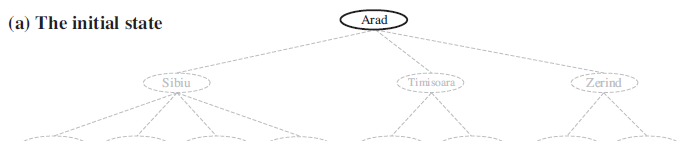 (a) The initial state
Arad
Sibiu
Timisoara
Zerind